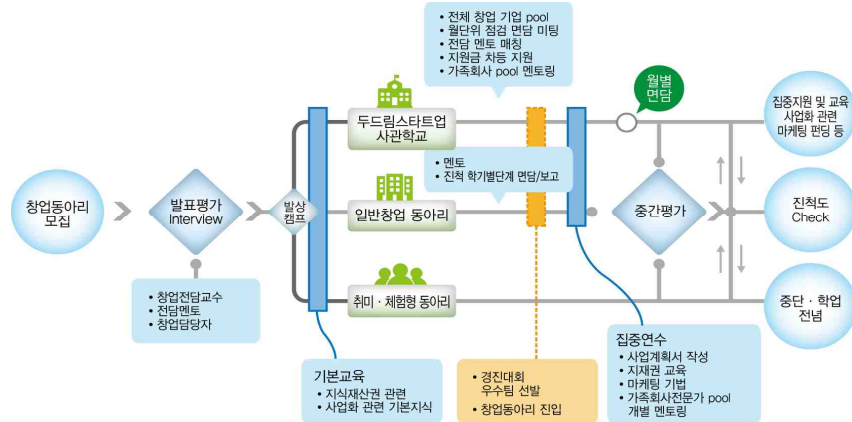 • 전체 창업 기업 pool
• 월단위 점검 면담 미팅
• 전담 멘토 매칭
• 지원금 차등 지원
• 가족회사 pool 멘토링
월별
면담
집중지원 및 교육
사업화 관련
마케팅 펀딩 등
두드림스타트업
사관학교
• 멘토
• 진척 학기별단계 면담/보고
창업동아리
모집
발표평가
Interview
발상
캠프
일반창업 동아리
중간평가
진척도
Check
• 창업전담교수
• 전담멘토
• 창업담당자
취미 · 체험형 동아리
중단 · 학업
전념
기본교육
• 지식재산권 관련
• 사업화 관련 기본지식
• 경진대회
우수팀 선발
• 창업동아리 진입
집중연수
• 사업계획서 작성
• 지재권 교육
• 마케팅 기법
• 가족회사전문가 pool
개별 멘토링